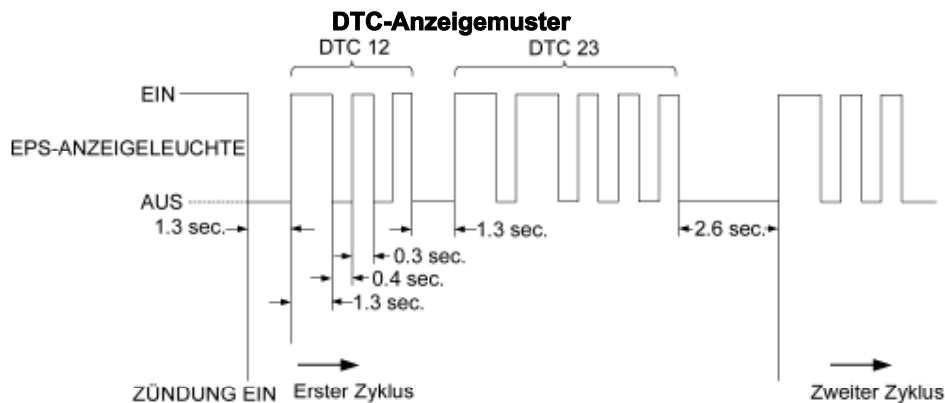 DTC-Anzeigemuster
DTC 12
DTC 23
EIN
EPS-ANZEIGELEUCHTE
AUS
1.3 sec.
1.3 sec.
2.6 sec.
0.3 sec.
0.4 sec.
1.3 sec.
ZÜNDUNG EIN
Erster Zyklus
Zweiter Zyklus